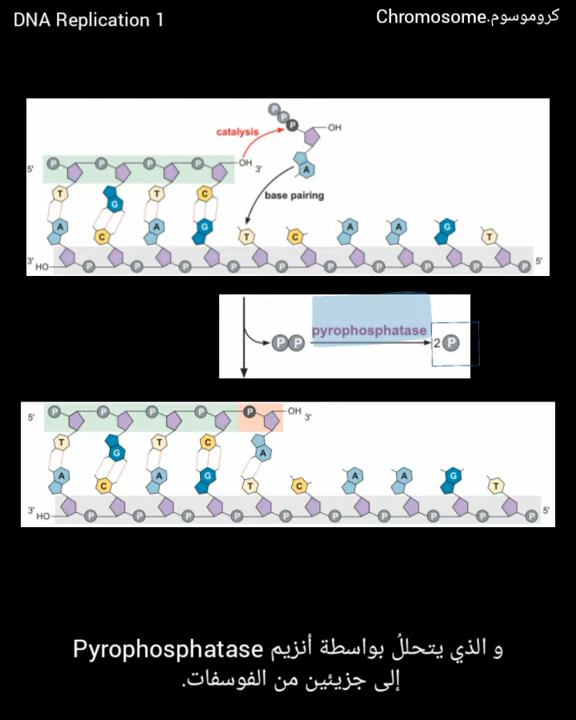 DNA Replication 1
Chromosome.كروموسوم
P
P
P
catalysis
OH
5'
P
P
P
P
OH
3'
A
base pairing
T
G
T
C
A
C
A
G
T
C
A
A
G
T
3'
HO
P
P
P
P
P
P
P
P
P
P
5'
P P
pyrophosphatase
2 P
5'
P
P
P
P
P
OH
3'
T
G
T
C
A
A
C
A
G
T
C
A
A
G
T
3'
HO
P
P
P
P
P
P
P
P
P
P
5'
و الذي يتحللُ بواسطة أنزيم Pyrophosphatase
إلى جزيئين من الفوسفات.